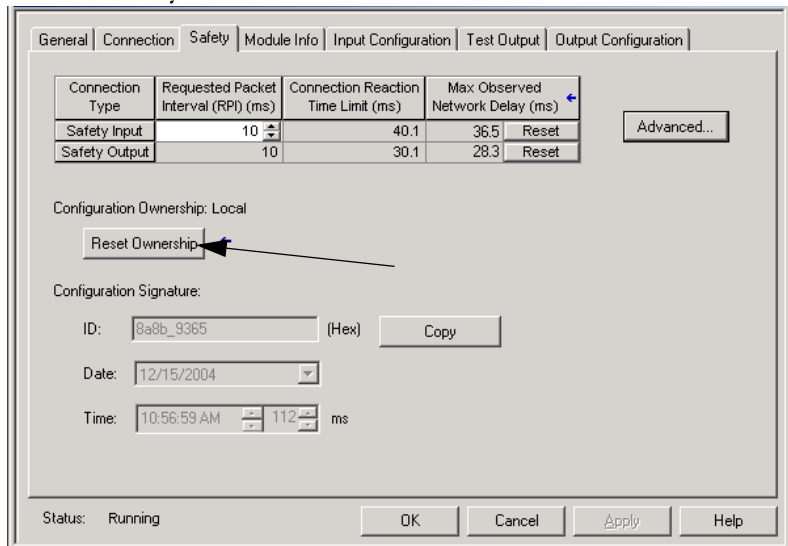 General Connection Safety Module Info Input Configuration Test Output Output Configuration
Connection Type Requested Packet Interval (RPI) (ms) Connection Reaction Time Limit (ms) Max Observed Network Delay (ms)
Safety Input 10 40.1 36.5 Reset
Safety Output 10 30.1 28.3 Reset
Advanced...
Configuration Ownership: Local
Reset Ownership
Configuration Signature:
ID: 8a8b_9365 (Hex) Copy
Date: 12/15/2004
Time: 10:56:59 AM 112 ms
Status: Running OK Cancel Apply Help